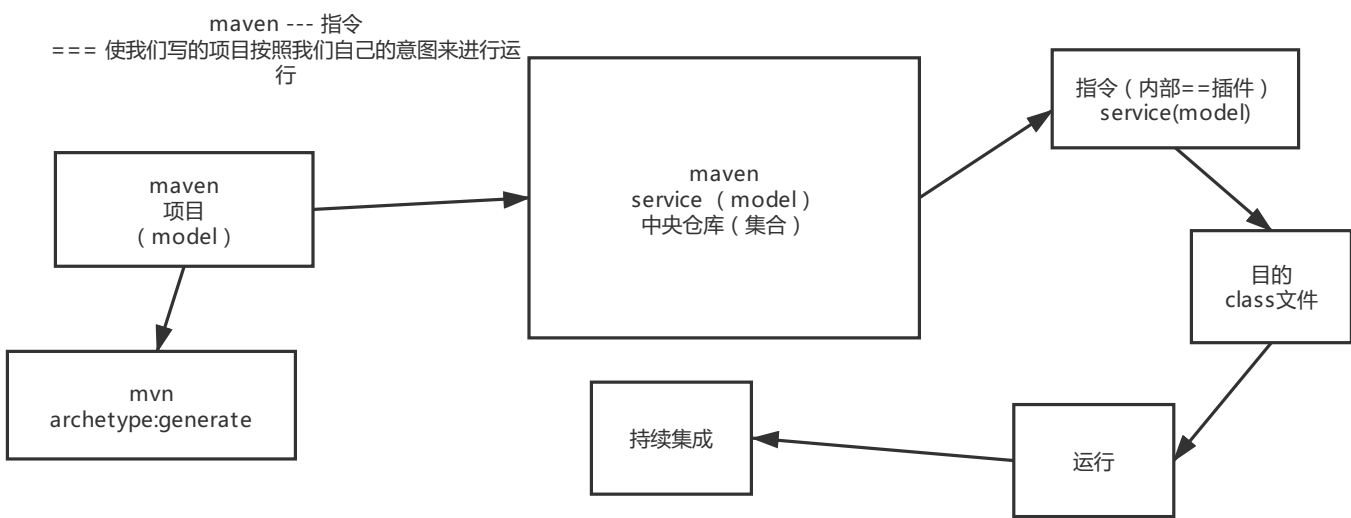 maven --- 指令
=== 使我们写的项目按照我们自己的意图来进行运
行
maven
项目
（model）
mvn
archetype:generate
maven
service （model）
中央仓库（集合）
指令（内部==插件）
service(model)
目的
class文件
运行
持续集成